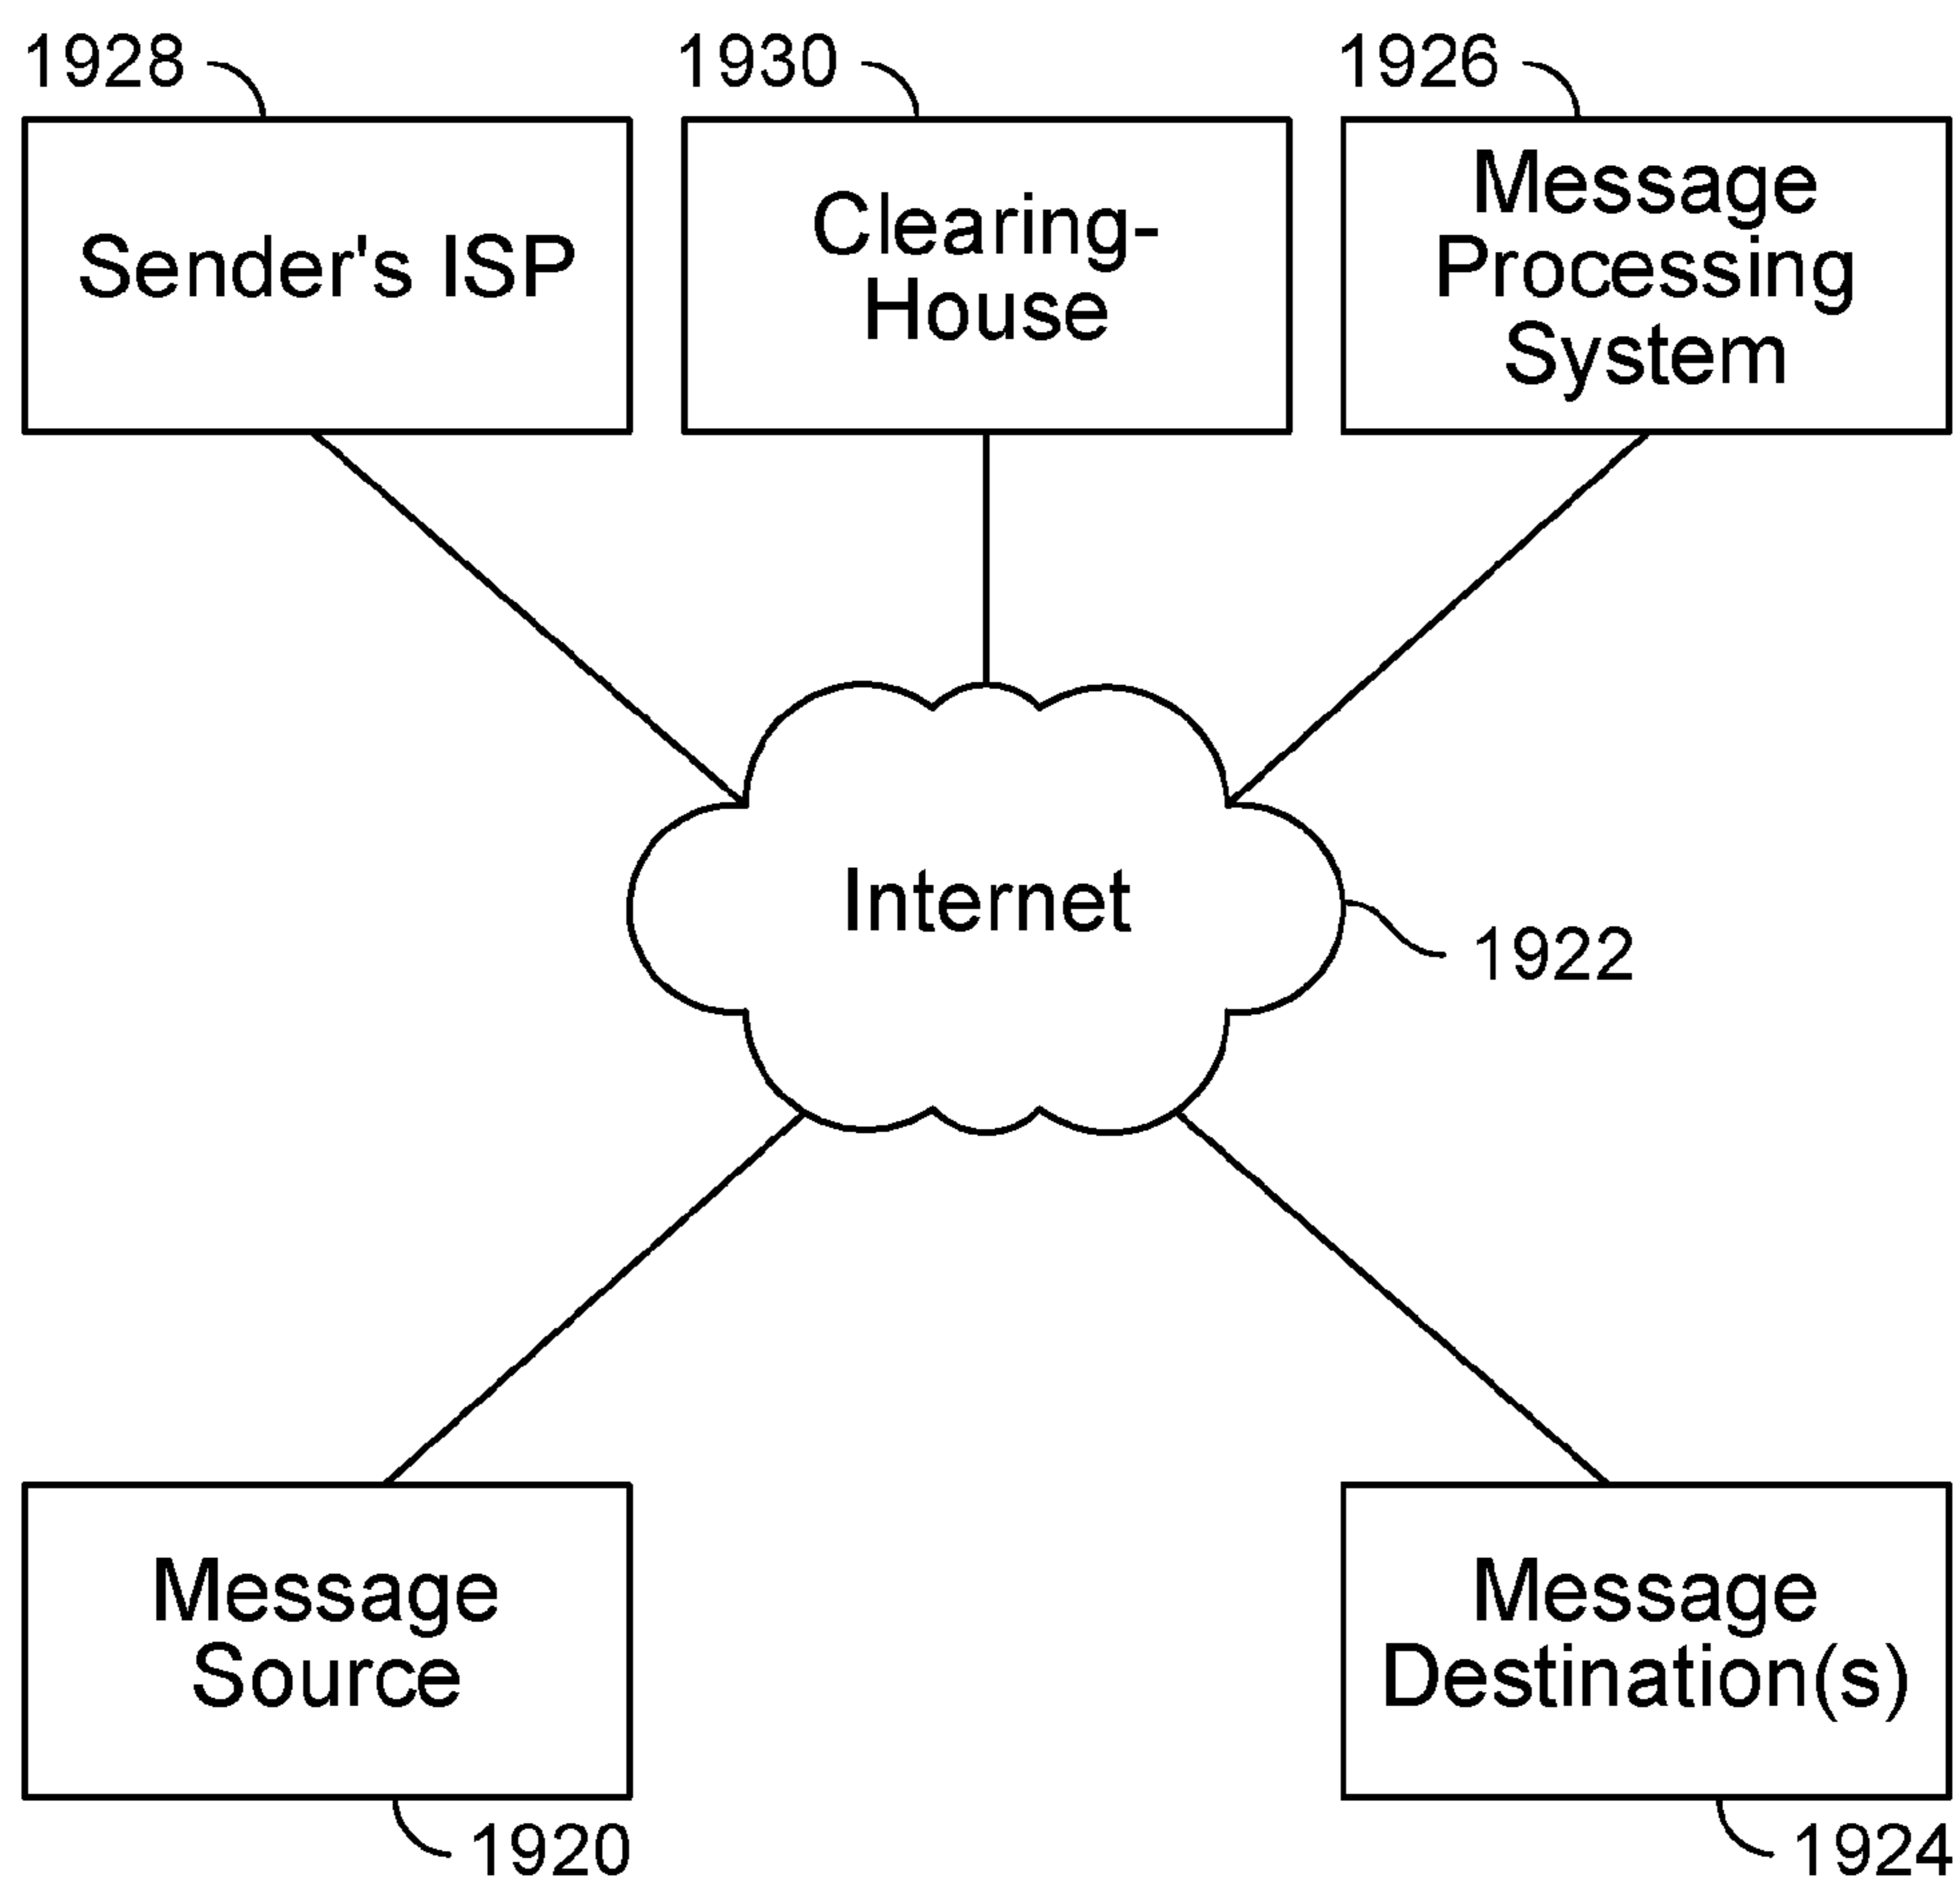 1928
1930
1926
Sender's ISP
Clearing-
House
Message
Processing
System
Internet
1922
Message
Source
Message
Destination(s)
1920
1924